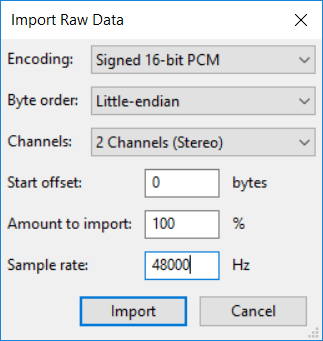 Import Raw Data
Encoding: Signed 16-bit PCM
Byte order: Little-endian
Channels: 2 Channels (Stereo)
Start offset: 0 bytes
Amount to import: 100 %
Sample rate: 48000 Hz
Import Cancel